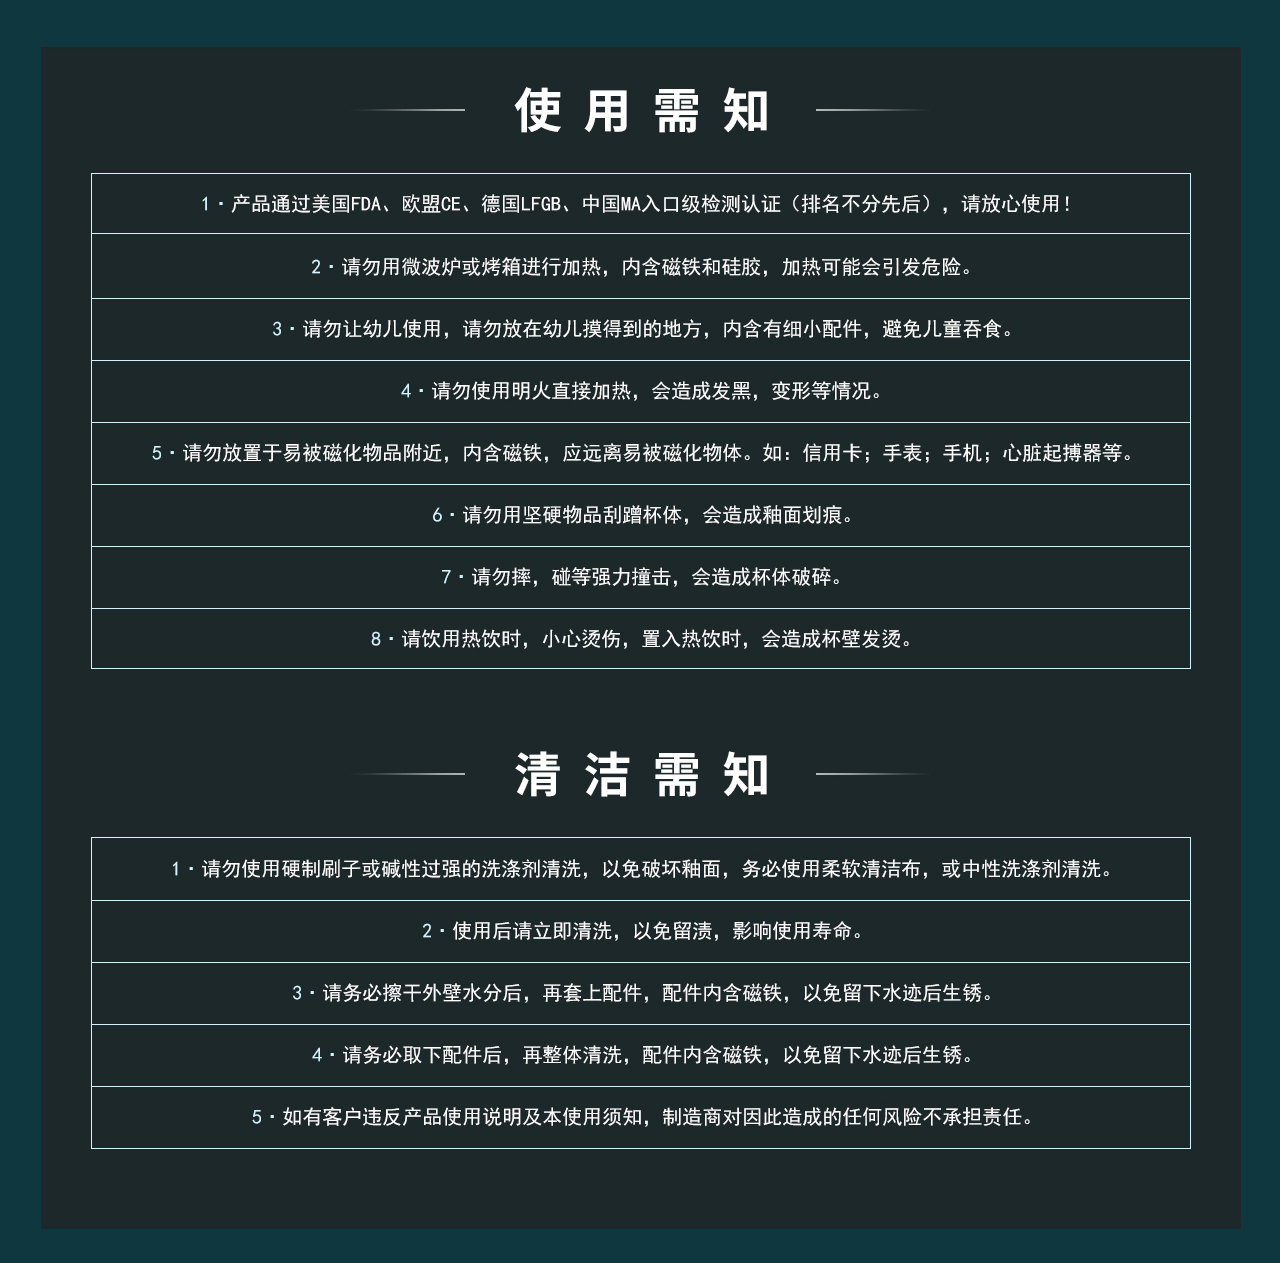 使用需知
1·产品通过美国FDA、欧盟CE、德国LFGB、中国MA入口级检测认证（排名不分先后），请放心使用！
2·请勿用微波炉或烤箱进行加热，内含磁铁和硅胶，加热可能会引发危险。
3·请勿让幼儿使用，请勿放在幼儿摸得到的地方，内含有细小配件，避免儿童吞食。
4·请勿使用明火直接加热，会造成发黑，变形等情况。
5·请勿放置于易被磁化物品附近，内含磁铁，应远离易被磁化物体。如：信用卡；手表；手机；心脏起搏器等。
6·请勿用坚硬物品刮蹭杯体，会造成釉面划痕。
7·请勿摔，碰等强力撞击，会造成杯体破碎。
8·请饮用热饮时，小心烫伤，置入热饮时，会造成杯壁发烫。
清洁需知
1·请勿使用硬制刷子或碱性过强的洗涤剂清洗，以免破坏釉面，务必使用柔软清洁布，或中性洗涤剂清洗。
2·使用后请立即清洗，以免留渍，影响使用寿命。
3·请务必擦干外壁水分后，再套上配件，配件内含磁铁，以免留下水迹后生锈。
4·请务必取下配件后，再整体清洗，配件内含磁铁，以免留下水迹后生锈。
5·如有客户违反产品使用说明及本使用须知，制造商对因此造成的任何风险不承担责任。